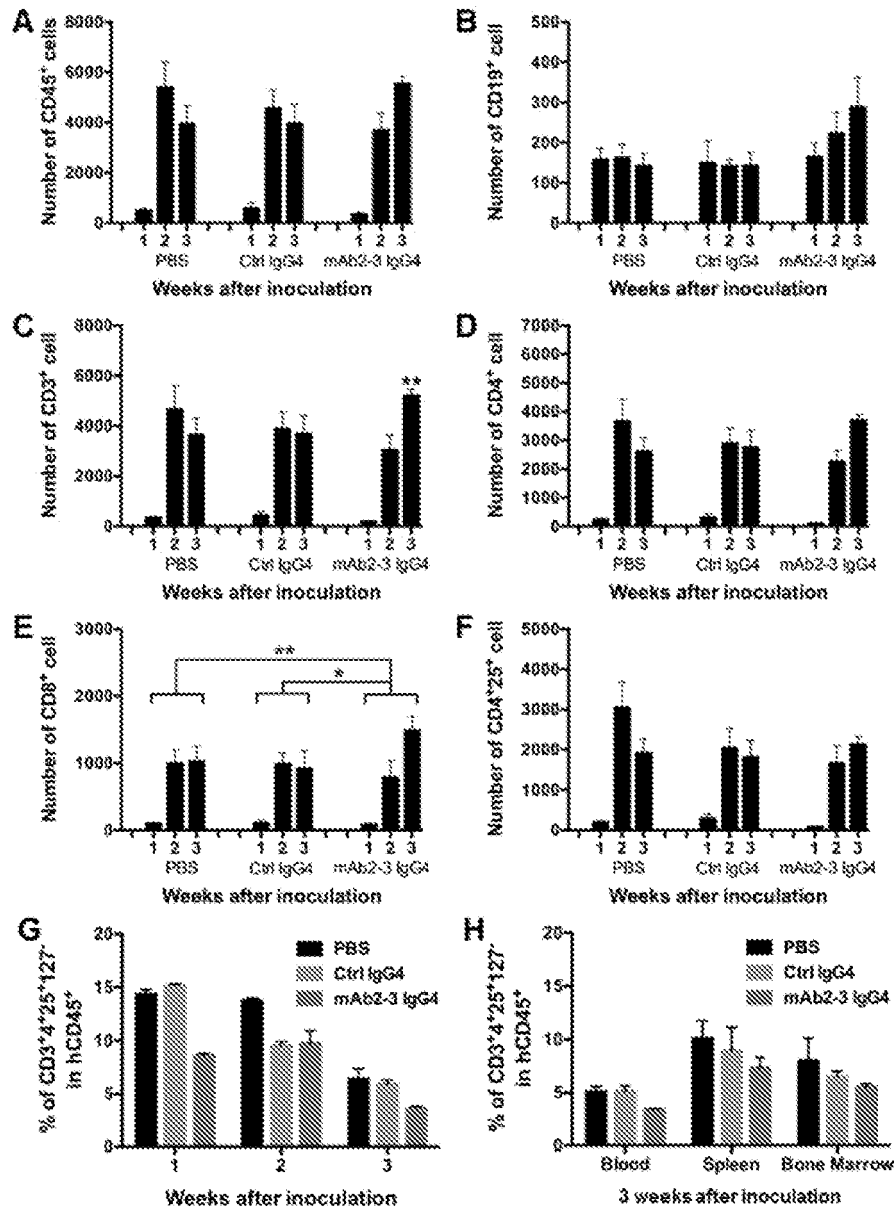 A
Number of CD45⁺ cells
8000
6000
4000
2000
0
1 2 3 1 2 3 1 2 3
PBS Ctrl IgG4 mAb2-3 IgG4
Weeks after inoculation
B
Number of CD19⁺ cell
500
400
300
200
100
0
1 2 3 1 2 3 1 2 3
PBS Ctrl IgG4 mAb2-3 IgG4
Weeks after inoculation
C
Number of CD3⁺ cell
8000
6000
4000
2000
0
**
1 2 3 1 2 3 1 2 3
PBS Ctrl IgG4 mAb2-3 IgG4
Weeks after inoculation
D
Number of CD4⁺ cell
7000
6000
5000
4000
3000
2000
1000
0
1 2 3 1 2 3 1 2 3
PBS Ctrl IgG4 mAb2-3 IgG4
Weeks after inoculation
E
Number of CD8⁺ cell
3000
2000
1000
0
**
*
1 2 3 1 2 3 1 2 3
PBS Ctrl IgG4 mAb2-3 IgG4
Weeks after inoculation
F
Number of CD4⁺25⁺ cell
5000
4000
3000
2000
1000
0
1 2 3 1 2 3 1 2 3
PBS Ctrl IgG4 mAb2-3 IgG4
Weeks after inoculation
G
% of CD3⁺4⁺25⁺127⁻
in hCD45⁺
20
15
10
5
0
PBS
Ctrl IgG4
mAb2-3 IgG4
1 2 3
Weeks after inoculation
H
% of CD3⁺4⁺25⁺127⁻
in hCD45⁺
20
15
10
5
0
PBS
Ctrl IgG4
mAb2-3 IgG4
Blood Spleen Bone Marrow
3 weeks after inoculation